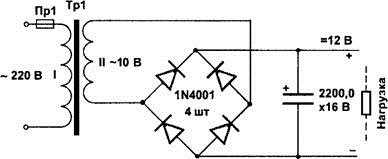 Пр1
Тр1
~ 220 В
I
II ~10 В
1N4001
4 шт
=12 В
+
+
2200,0
х16 В
Нагрузка
–